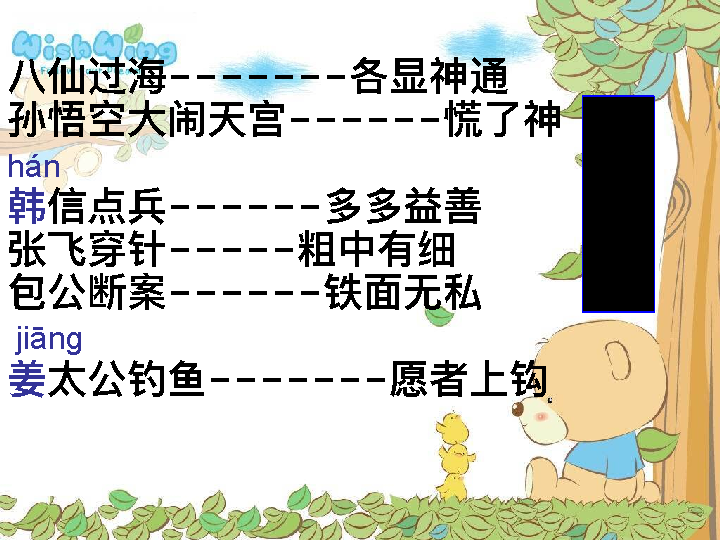 WishWing
八仙过海-------各显神通
孙悟空大闹天宫------慌了神
hán
韩信点兵------多多益善
张飞穿针-----粗中有细
包公断案------铁面无私
jiāng
姜太公钓鱼-------愿者上钩